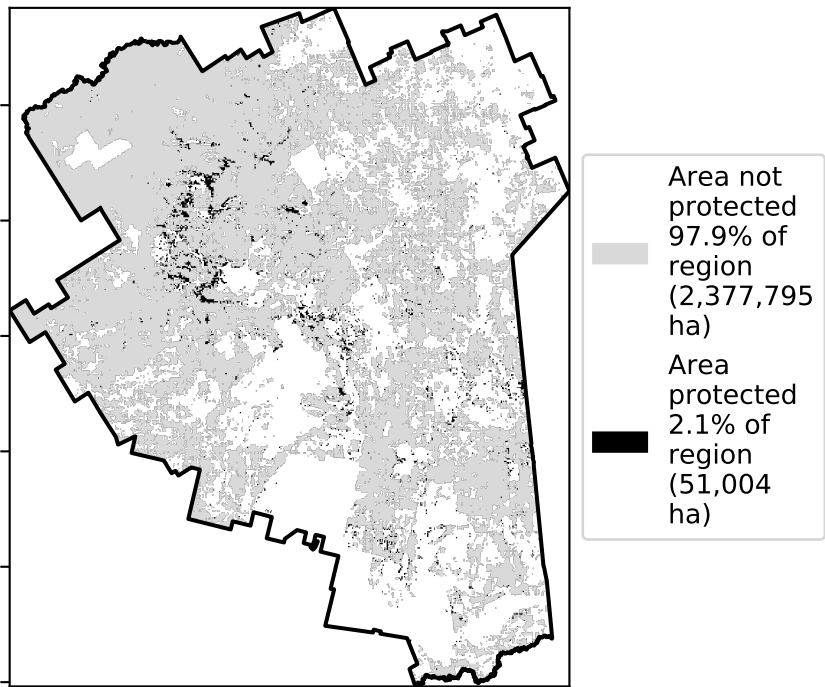 Area not
protected
97.9% of
region
(2,377,795
ha)
Area
protected
2.1% of
region
(51,004
ha)